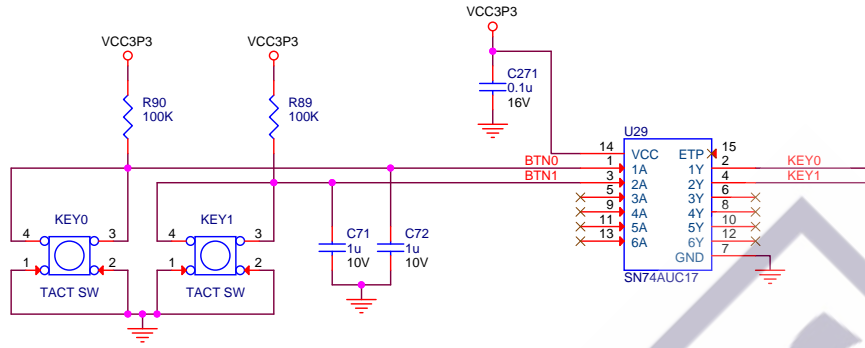 VCC3P3
VCC3P3
VCC3P3
R90
100K
R89
100K
C271
0.1u
16V
U29
14 VCC ETP 15
BTN0 1 1A 1Y 2 KEY0
BTN1 3 2A 2Y 4 KEY1
5 3A 3Y 6
9 4A 4Y 8
11 5A 5Y 10
13 6A 6Y 12
GND 7
SN74AUC17
4 KEY0 3
1 2
TACT SW
4 KEY1 3
1 2
TACT SW
C71
1u
10V
C72
1u
10V